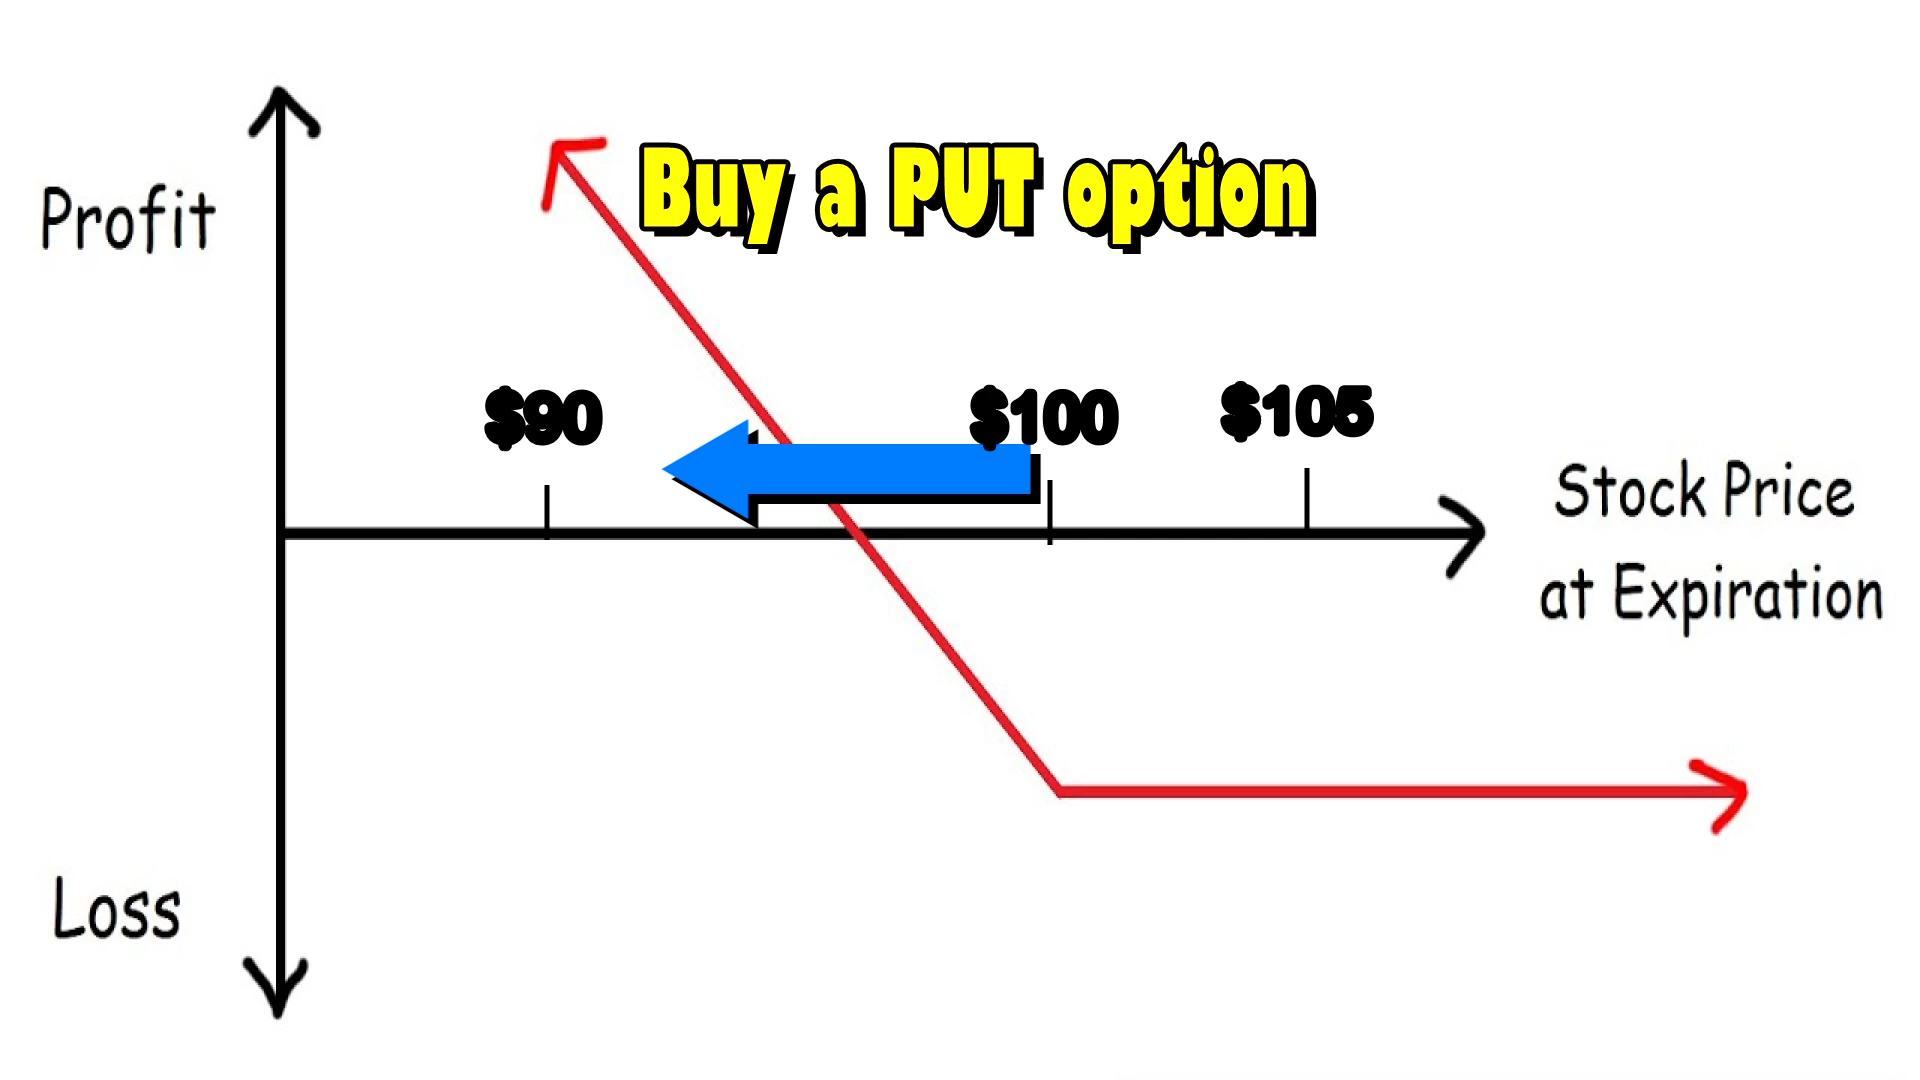 Buy a PUT option
Profit
$90
$100
$105
Stock Price
at Expiration
Loss